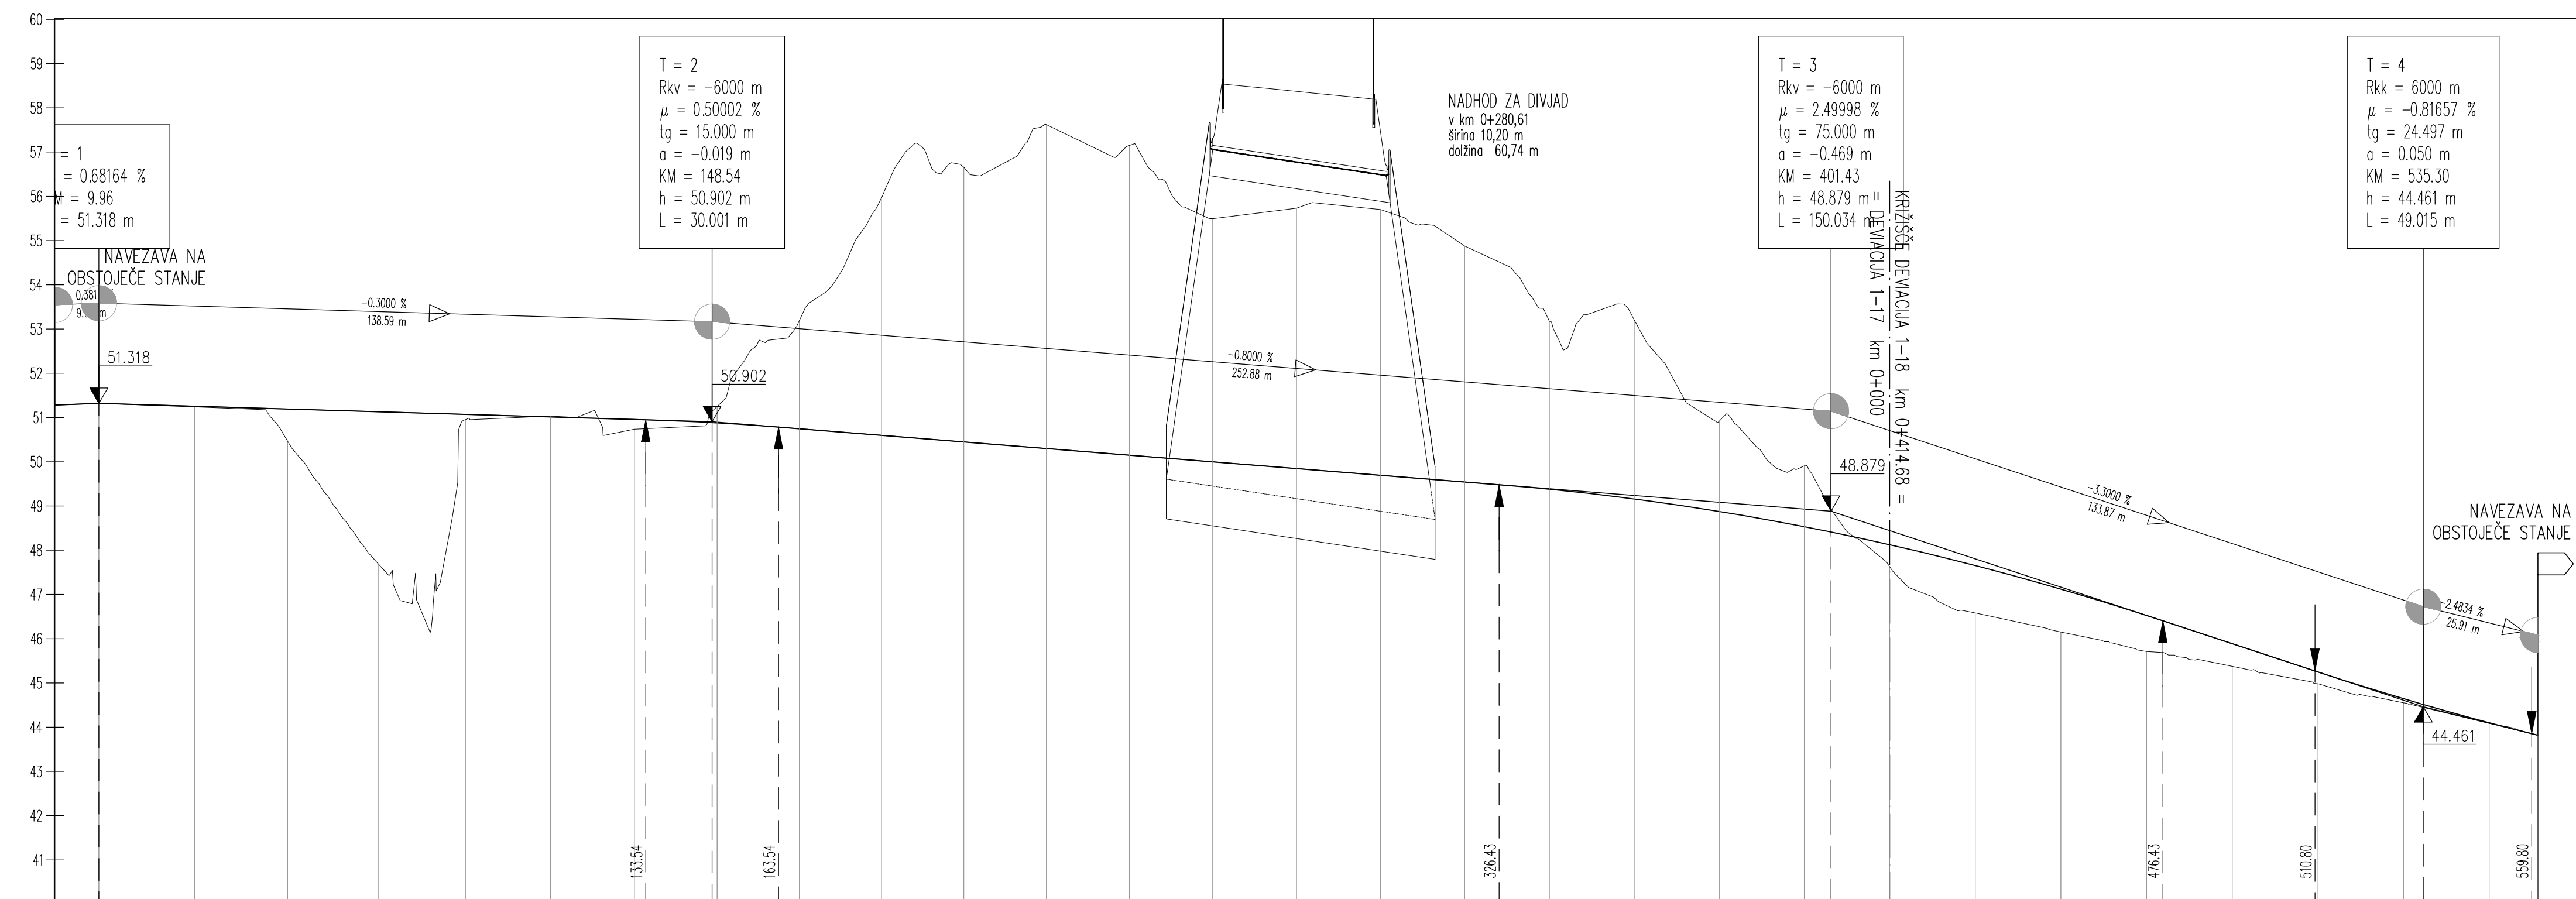 60
59
58
57
56
55
54
53
52
51
50
49
48
47
46
45
44
43
42
41
= 1
= 0.68164 %
M = 9.96
= 51.318 m
NAVEZAVA NA
OBSTOJEČE STANJE
51.318
-0.3000 %
138.59 m
T = 2
Rkv = -6000 m
μ = 0.50002 %
tg = 15.000 m
a = -0.019 m
KM = 148.54
h = 50.902 m
L = 30.001 m
50.902
-0.8000 %
252.88 m
NADHOD ZA DIVJAD
v km 0+280,61
širina 10,20 m
dolžina 60,74 m
T = 3
Rkv = -6000 m
μ = 2.49998 %
tg = 75.000 m
a = -0.469 m
KM = 401.43
h = 48.879 m
L = 150.034 m
48.879
KRIŽIŠČE DEVIACIJA 1-18 km 0+414.68 =
= DEVIACIJA 1-17 km 0+000
-3.3000 %
133.87 m
T = 4
Rkk = 6000 m
μ = -0.81657 %
tg = 24.497 m
a = 0.050 m
KM = 535.30
h = 44.461 m
L = 49.015 m
NAVEZAVA NA
OBSTOJEČE STANJE
-2.4834 %
25.91 m
44.461
133.54
163.54
326.43
476.43
510.80
559.80